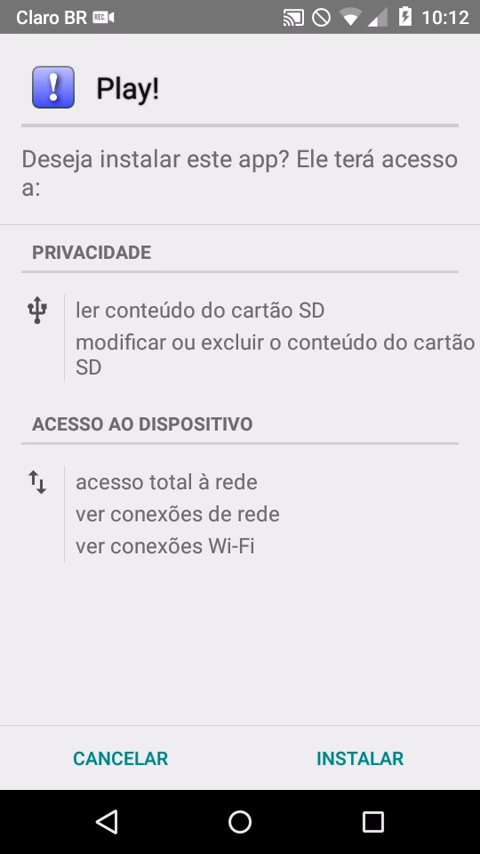 Claro BR REC 10:12
Play!
Deseja instalar este app? Ele terá acesso
a:
PRIVACIDADE
ler conteúdo do cartão SD
modificar ou excluir o conteúdo do cartão
SD
ACESSO AO DISPOSITIVO
acesso total à rede
ver conexões de rede
ver conexões Wi-Fi
CANCELAR INSTALAR